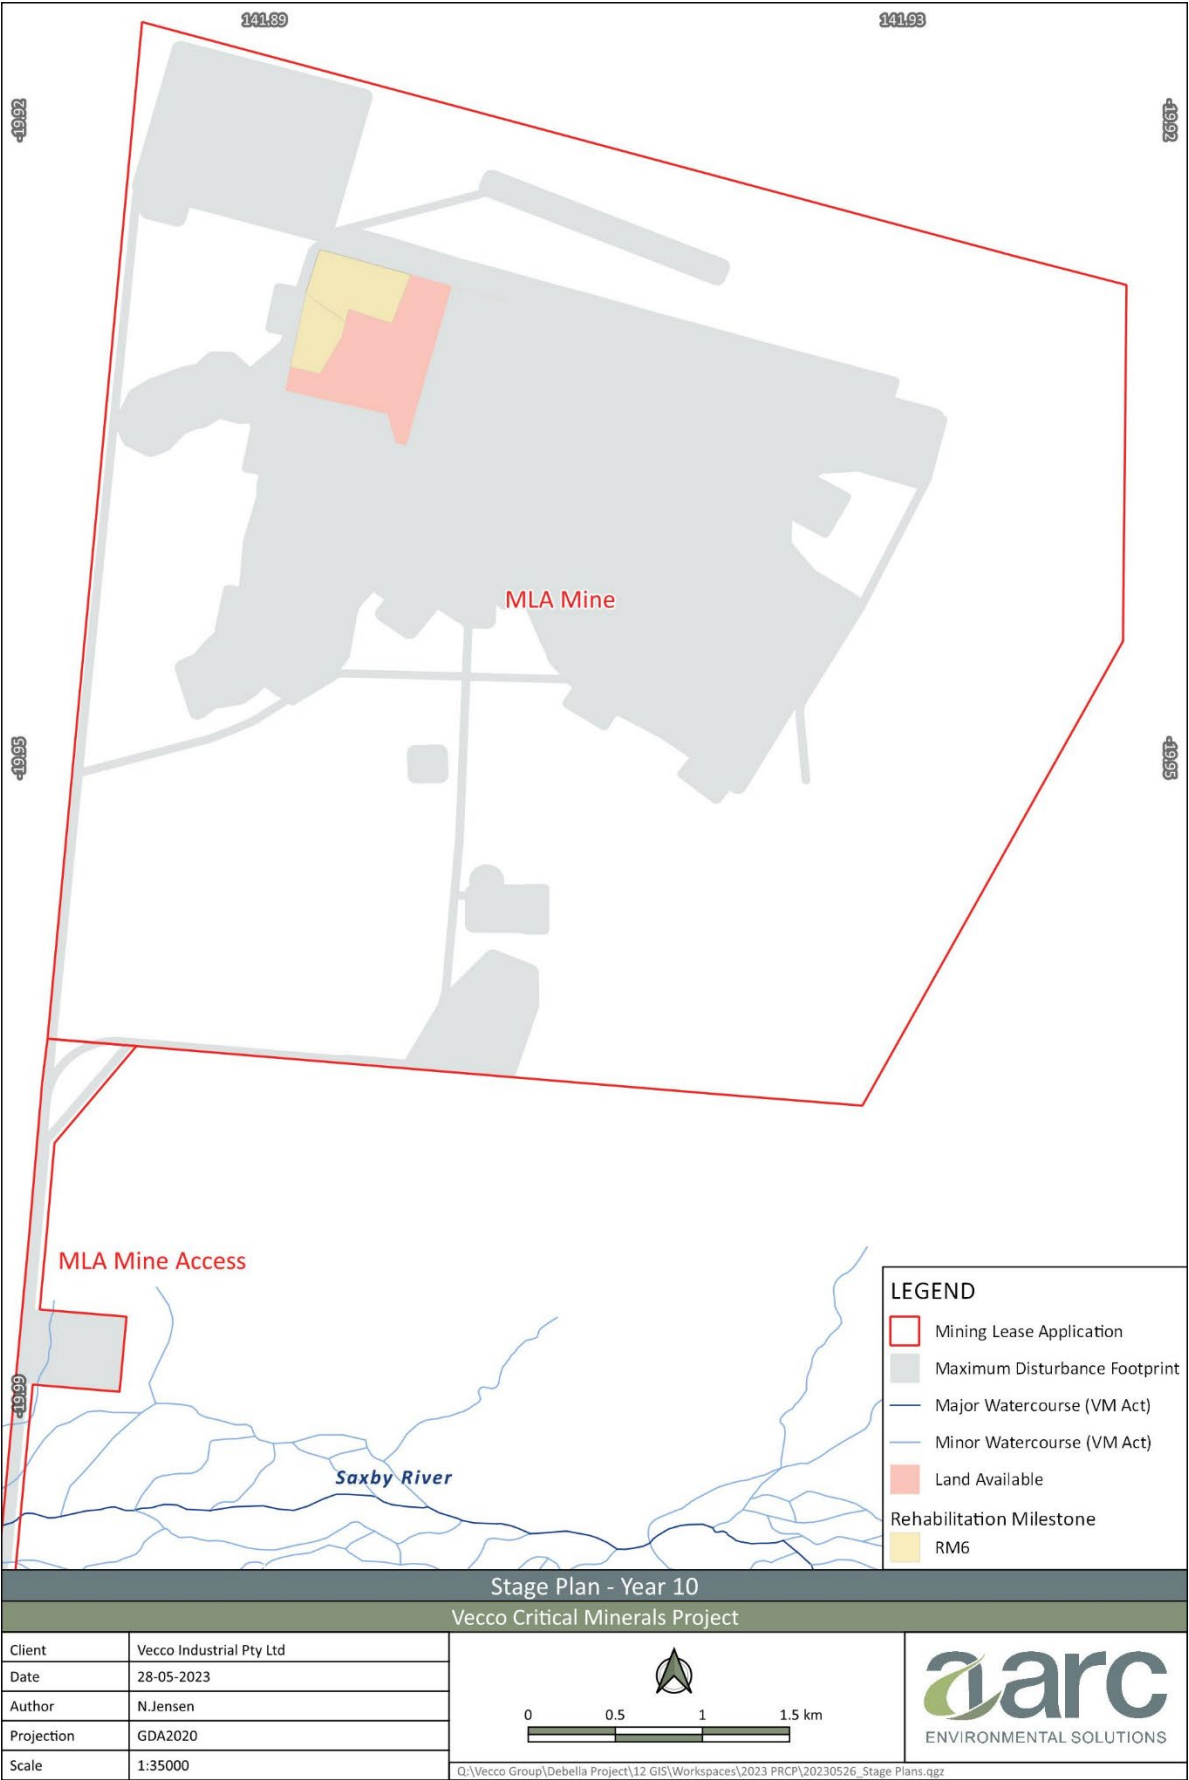 141.89
141.93
-19.92
-19.92
MLA Mine
-19.95
-19.95
MLA Mine Access
-19.99
Saxby River
LEGEND
Mining Lease Application
Maximum Disturbance Footprint
Major Watercourse (VM Act)
Minor Watercourse (VM Act)
Land Available
Rehabilitation Milestone
RM6
Stage Plan - Year 10
Vecco Critical Minerals Project
Client Vecco Industrial Pty Ltd
Date 28-05-2023
Author N.Jensen
Projection GDA2020
Scale 1:35000
0 0.5 1 1.5 km
Q:\Vecco Group\Debella Project\12 GIS\Workspaces\2023 PRCP\20230526_Stage Plans.qgz
aarc
ENVIRONMENTAL SOLUTIONS